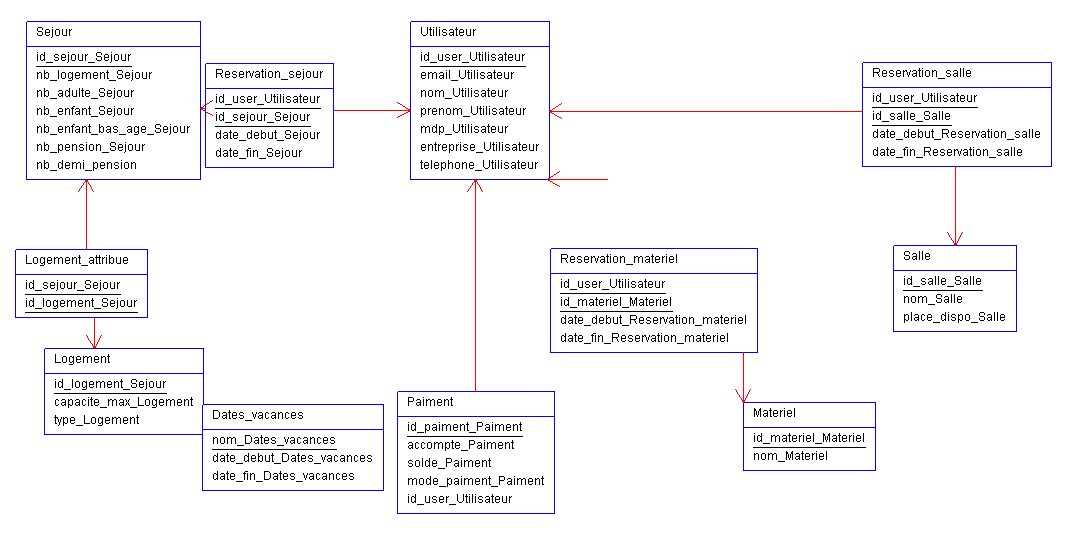 Sejour
id_sejour_Sejour
nb_logement_Sejour
nb_adulte_Sejour
nb_enfant_Sejour
nb_enfant_bas_age_Sejour
nb_pension_Sejour
nb_demi_pension
Reservation_sejour
id_user_Utilisateur
id_sejour_Sejour
date_debut_Sejour
date_fin_Sejour
Utilisateur
id_user_Utilisateur
email_Utilisateur
nom_Utilisateur
prenom_Utilisateur
mdp_Utilisateur
entreprise_Utilisateur
telephone_Utilisateur
Reservation_salle
id_user_Utilisateur
id_salle_Salle
date_debut_Reservation_salle
date_fin_Reservation_salle
Logement_attribue
id_sejour_Sejour
id_logement_Sejour
Reservation_materiel
id_user_Utilisateur
id_materiel_Materiel
date_debut_Reservation_materiel
date_fin_Reservation_materiel
Salle
id_salle_Salle
nom_Salle
place_dispo_Salle
Logement
id_logement_Sejour
capacite_max_Logement
type_Logement
Dates_vacances
nom_Dates_vacances
date_debut_Dates_vacances
date_fin_Dates_vacances
Paiment
id_paiment_Paiment
accompte_Paiment
solde_Paiment
mode_paiment_Paiment
id_user_Utilisateur
Materiel
id_materiel_Materiel
nom_Materiel